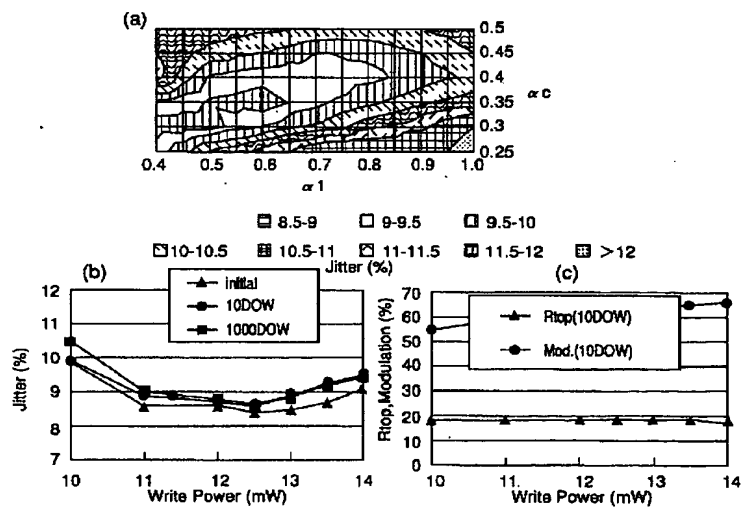 (a)
0.5
0.45
0.4
0.35
0.3
0.25
αc
0.4 0.5 0.6 0.7 0.8 0.9 1.0
α1
8.5-9 9-9.5 9.5-10
10-10.5 10.5-11 11-11.5 11.5-12 >12
Jitter (%)
(b)
initial
10DOW
1000DOW
12
11
10
9
8
7
Jitter (%)
10 11 12 13 14
Write Power (mW)
(c)
Rtop(10DOW)
Mod.(10DOW)
70
60
50
40
30
20
10
0
Rtop,Modulation (%)
10 11 12 13 14
Write Power (mW)